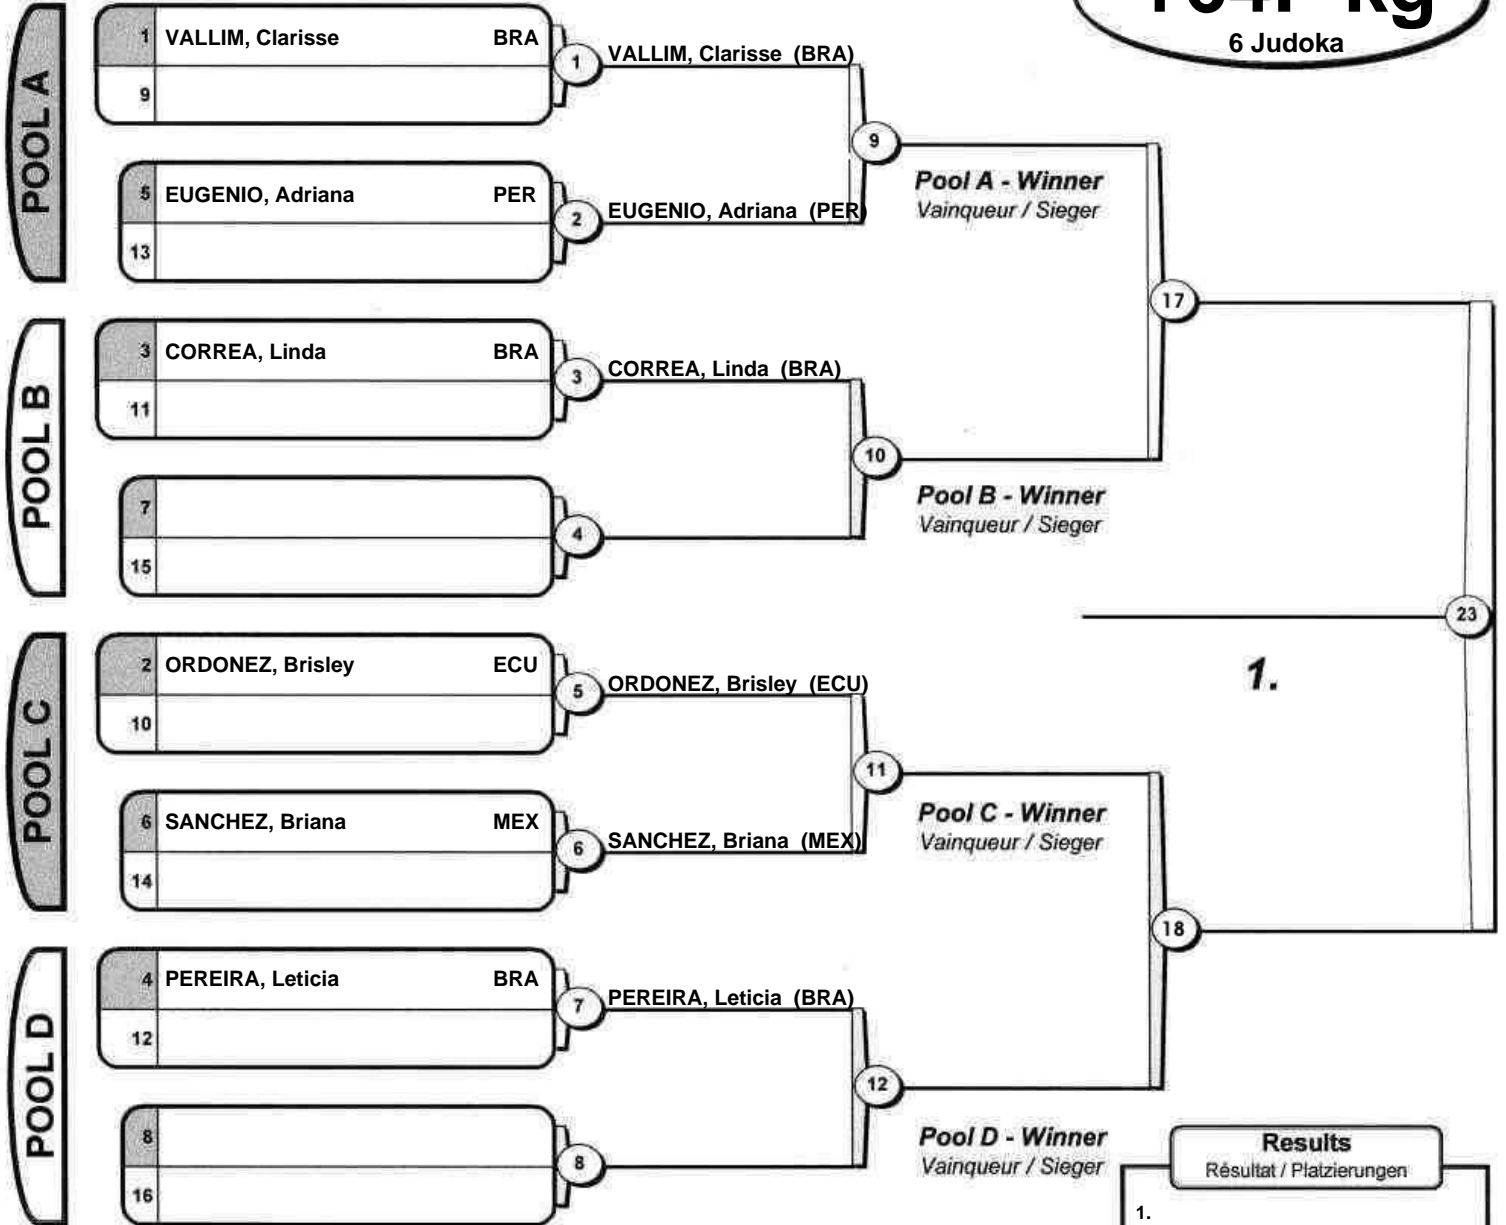 6 Judoka
POOL A
1 VALLIM, Clarisse BRA
9
1 VALLIM, Clarisse (BRA)
5 EUGENIO, Adriana PER
13
2 EUGENIO, Adriana (PER)
9
Pool A - Winner
Vainqueur / Sieger
17
POOL B
3 CORREA, Linda BRA
11
3 CORREA, Linda (BRA)
7
15
4
10
Pool B - Winner
Vainqueur / Sieger
23
1.
POOL C
2 ORDONEZ, Brisley ECU
10
5 ORDONEZ, Brisley (ECU)
6 SANCHEZ, Briana MEX
14
6 SANCHEZ, Briana (MEX)
11
Pool C - Winner
Vainqueur / Sieger
18
POOL D
4 PEREIRA, Leticia BRA
12
7 PEREIRA, Leticia (BRA)
8
16
8
12
Pool D - Winner
Vainqueur / Sieger
Results
Résultat / Platzierungen
1.